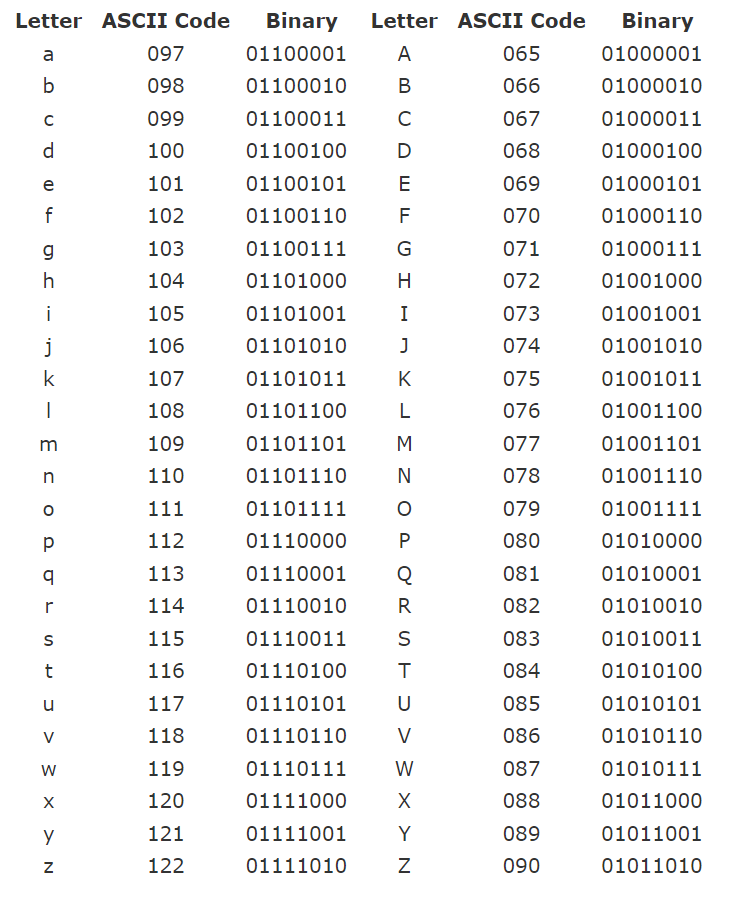 Letter ASCII Code Binary Letter ASCII Code Binary
a 097 01100001 A 065 01000001
b 098 01100010 B 066 01000010
c 099 01100011 C 067 01000011
d 100 01100100 D 068 01000100
e 101 01100101 E 069 01000101
f 102 01100110 F 070 01000110
g 103 01100111 G 071 01000111
h 104 01101000 H 072 01001000
i 105 01101001 I 073 01001001
j 106 01101010 J 074 01001010
k 107 01101011 K 075 01001011
l 108 01101100 L 076 01001100
m 109 01101101 M 077 01001101
n 110 01101110 N 078 01001110
o 111 01101111 O 079 01001111
p 112 01110000 P 080 01010000
q 113 01110001 Q 081 01010001
r 114 01110010 R 082 01010010
s 115 01110011 S 083 01010011
t 116 01110100 T 084 01010100
u 117 01110101 U 085 01010101
v 118 01110110 V 086 01010110
w 119 01110111 W 087 01010111
x 120 01111000 X 088 01011000
y 121 01111001 Y 089 01011001
z 122 01111010 Z 090 01011010